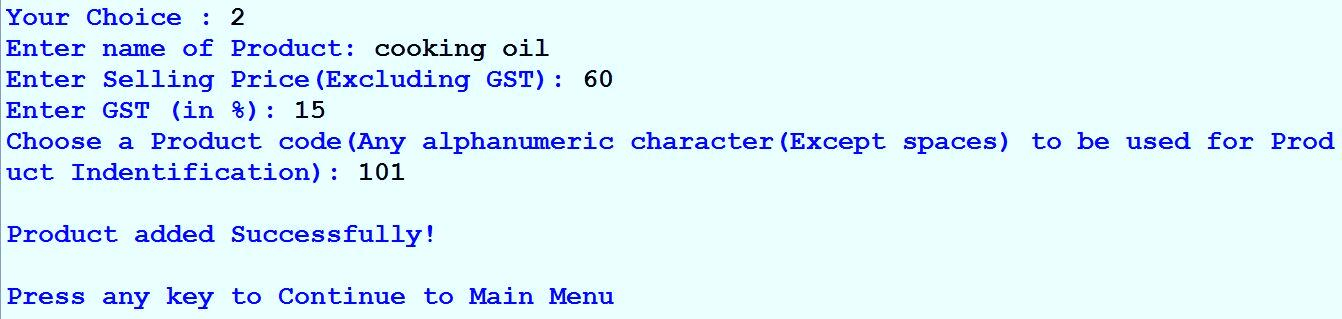 Your Choice : 2
Enter name of Product: cooking oil
Enter Selling Price(Excluding GST): 60
Enter GST (in %): 15
Choose a Product code(Any alphanumeric character(Except spaces) to be used for Prod
uct Indentification): 101
Product added Successfully!
Press any key to Continue to Main Menu